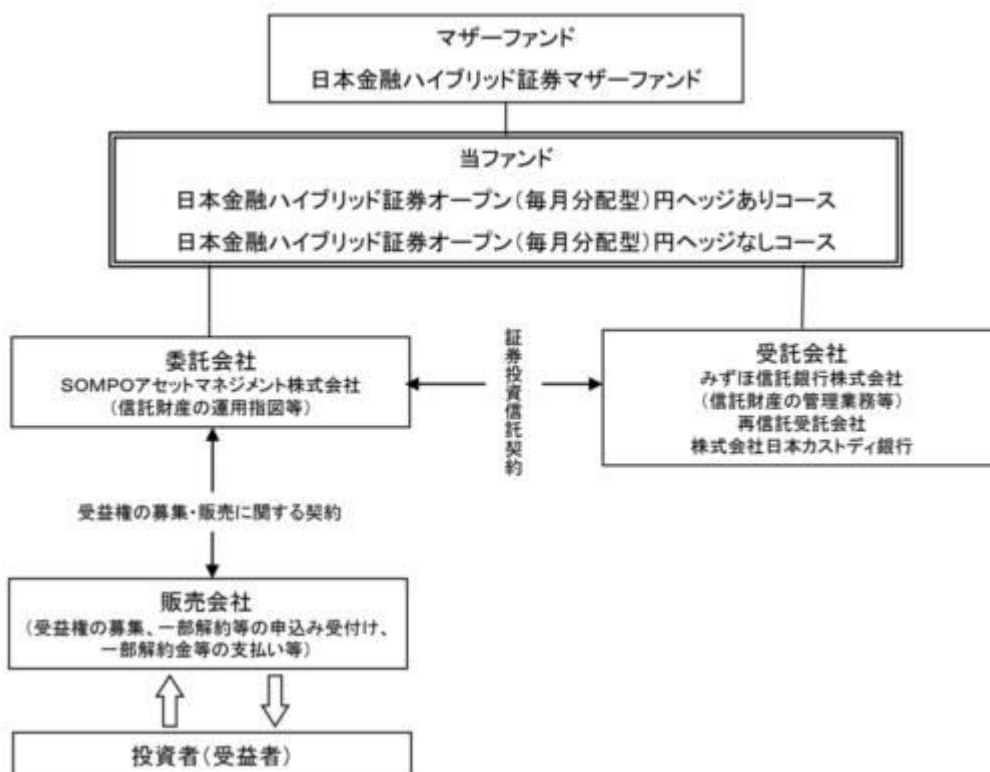 マザーファンド
日本金融ハイブリッド証券マザーファンド
当ファンド
日本金融ハイブリッド証券オープン(毎月分配型)円ヘッジありコース
日本金融ハイブリッド証券オープン(毎月分配型)円ヘッジなしコース
委託会社
SOMPOアセットマネジメント株式会社
(信託財産の運用指図等)
証券投資信託契約
受託会社
みずほ信託銀行株式会社
(信託財産の管理業務等)
再信託受託会社
株式会社日本カストディ銀行
受益権の募集・販売に関する契約
販売会社
(受益権の募集、一部解約等の申込み受付け、
一部解約金等の支払い等)
投資者(受益者)